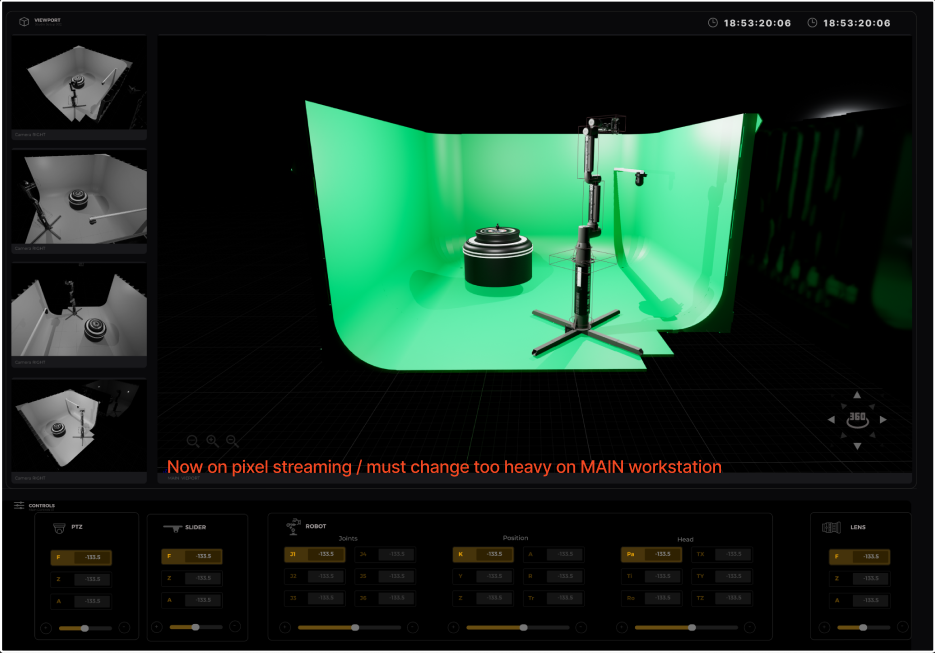 VIEWPORT
18:53:20:06
18:53:20:06
Camera RIGHT
Camera RIGHT
Camera RIGHT
Camera RIGHT
360
Now on pixel streaming / must change too heavy on MAIN workstation
MAIN VIEWPORT
CONTROLS
PTZ
F -133.5
Z -133.5
A -133.5
SLIDER
F -133.5
Z -133.5
A -133.5
ROBOT
Joints
J1 -133.5 J4 -133.5
J2 -133.5 J5 -133.5
J3 -133.5 J6 -133.5
Position
X -133.5 A -133.5
Y -133.5 R -133.5
Z -133.5 Tr -133.5
Head
Pa -133.5 TX -133.5
Ti -133.5 TY -133.5
Ro -133.5 TZ -133.5
LENS
F -133.5
Z -133.5
A -133.5